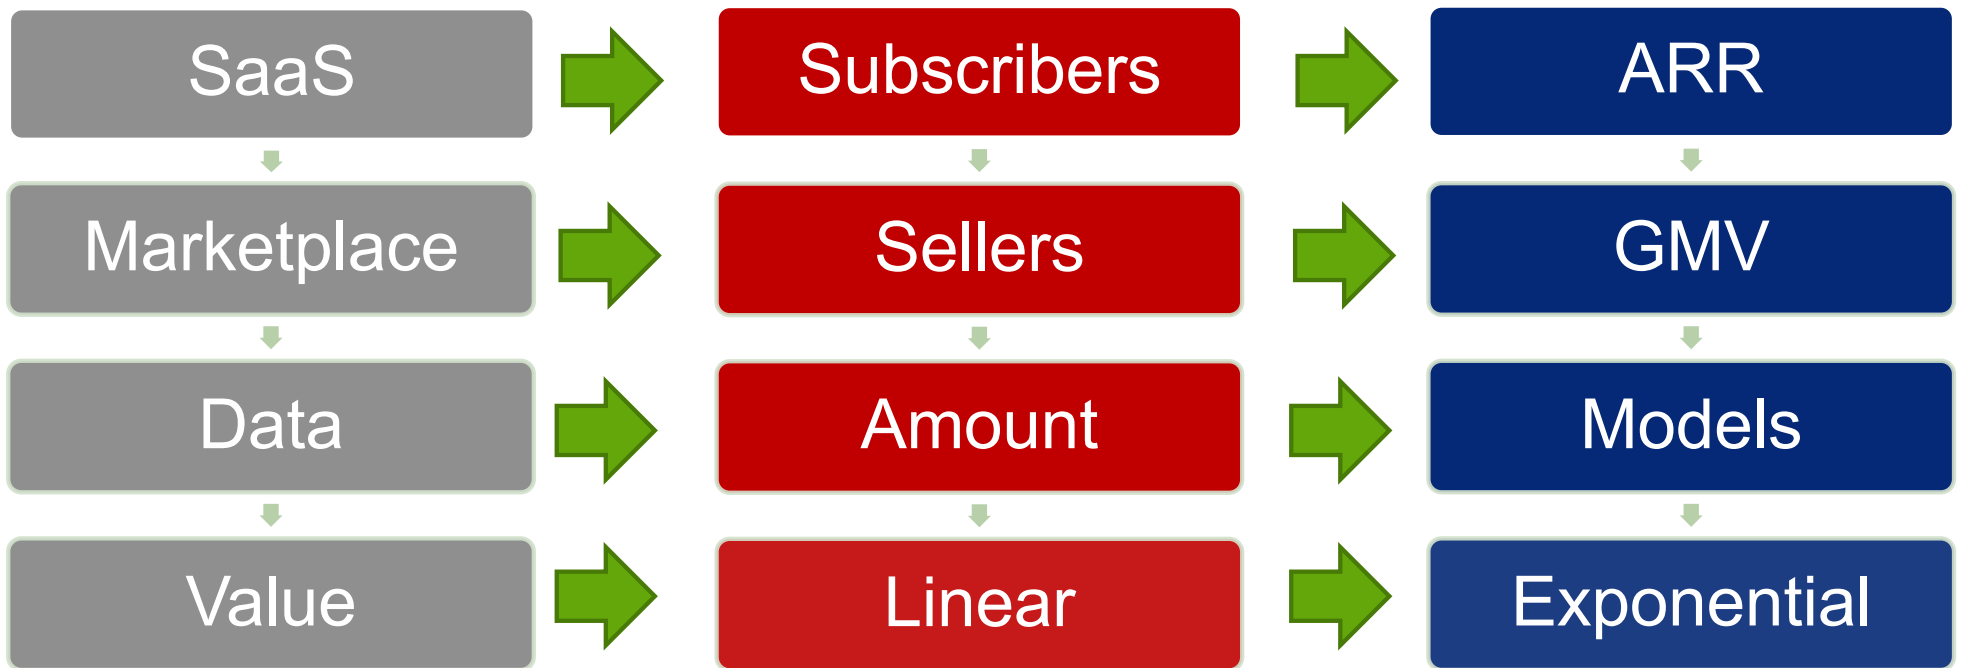 SaaS
Subscribers
ARR
Marketplace
Sellers
GMV
Data
Amount
Models
Value
Linear
Exponential